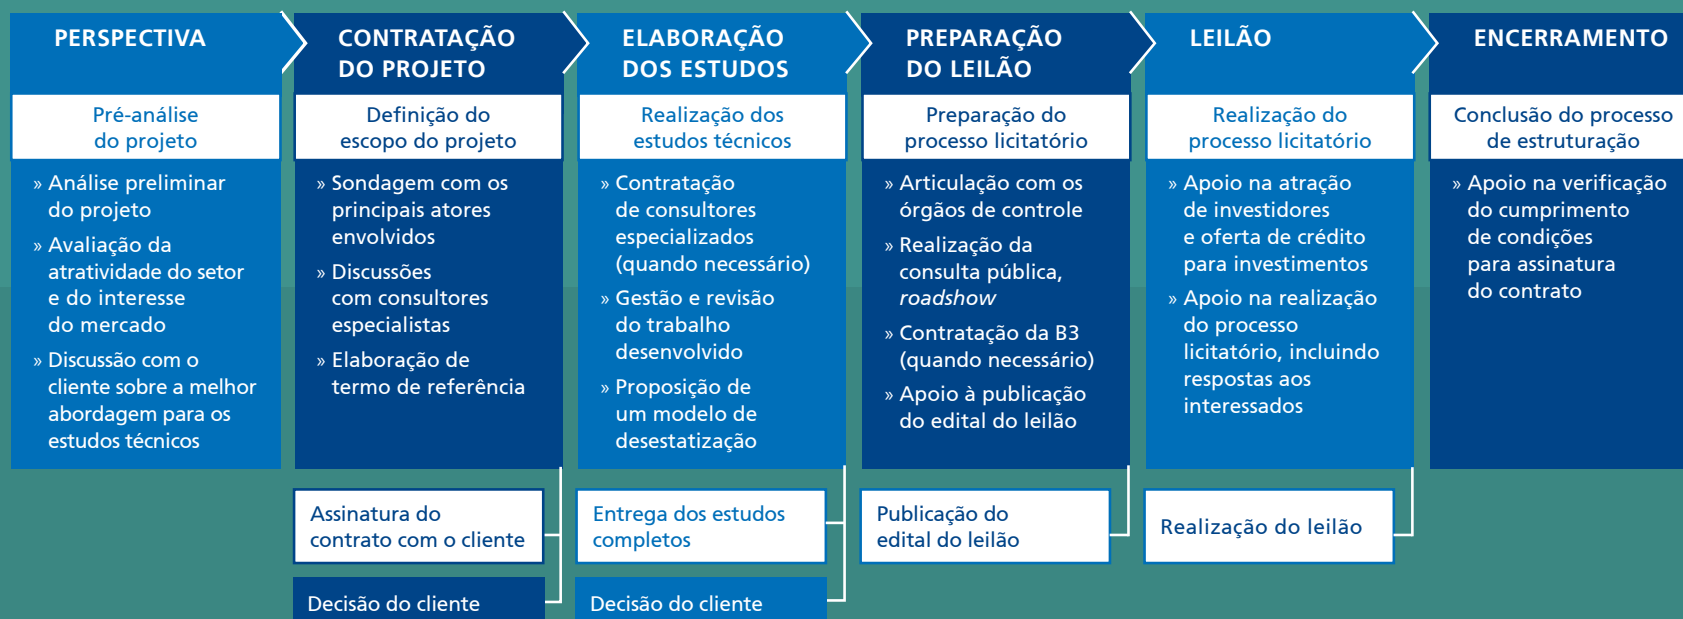 PERSPECTIVA
Pré-análise
do projeto
» Análise preliminar
do projeto
» Avaliação da
atratividade do setor
e do interesse
do mercado
» Discussão com o
cliente sobre a melhor
abordagem para os
estudos técnicos
CONTRATAÇÃO
DO PROJETO
Definição do
escopo do projeto
» Sondagem com os
principais atores
envolvidos
» Discussões
com consultores
especialistas
» Elaboração de
termo de referência
Assinatura do
contrato com o cliente
Decisão do cliente
ELABORAÇÃO
DOS ESTUDOS
Realização dos
estudos técnicos
» Contratação
de consultores
especializados
(quando necessário)
» Gestão e revisão
do trabalho
desenvolvido
» Proposição de
um modelo de
desestatização
Entrega dos estudos
completos
Decisão do cliente
PREPARAÇÃO
DO LEILÃO
Preparação do
processo licitatório
» Articulação com os
órgãos de controle
» Realização da
consulta pública,
roadshow
» Contratação da B3
(quando necessário)
» Apoio à publicação
do edital do leilão
Publicação do
edital do leilão
LEILÃO
Realização do
processo licitatório
» Apoio na atração
de investidores
e oferta de crédito
para investimentos
» Apoio na realização
do processo
licitatório, incluindo
respostas aos
interessados
Realização do leilão
ENCERRAMENTO
Conclusão do processo
de estruturação
» Apoio na verificação
do cumprimento
de condições
para assinatura
do contrato